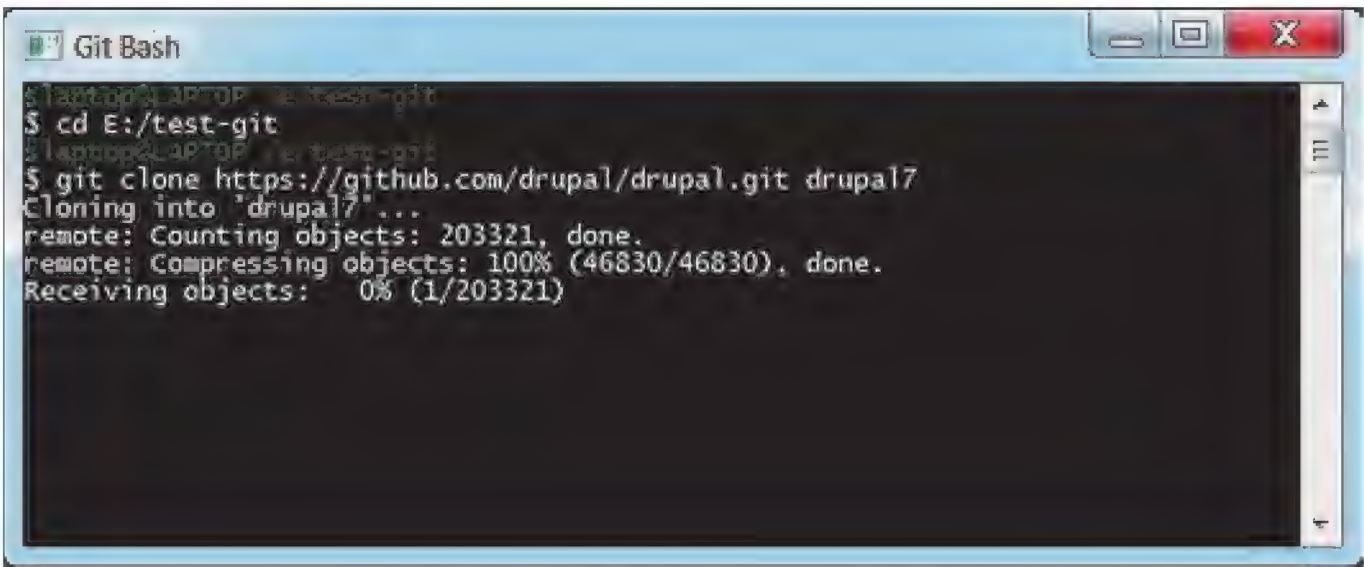 Git Bash
$ cd E:/test-git
$ git clone https://github.com/drupal/drupal.git drupal7
Cloning into 'drupal7'...
remote: Counting objects: 203321, done.
remote: Compressing objects: 100% (46830/46830), done.
Receiving objects:   0% (1/203321)